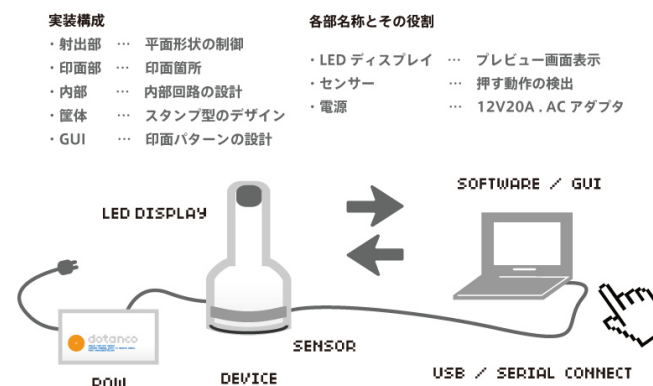 実装構成
・射出部 … 平面形状の制御
・印面部 … 印面箇所
・内部 … 内部回路の設計
・筐体 … スタンプ型のデザイン
・GUI … 印面パターンの設計
各部名称とその役割
・LED ディスプレイ … プレビュー画面表示
・センサー … 押す動作の検出
・電源 … 12V20A . AC アダプタ
SOFTWARE / GUI
LED DISPLAY
dotanco
SENSOR
POW
DEVICE
USB / SERIAL CONNECT